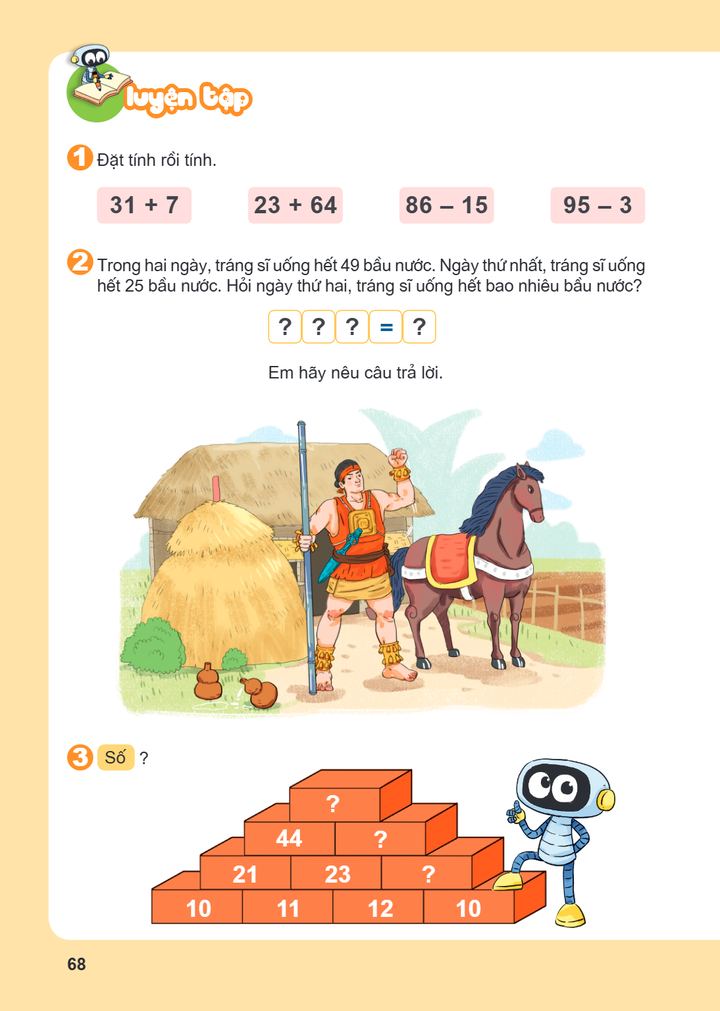 luyện tập
1 Đặt tính rồi tính.
31 + 7 23 + 64 86 – 15 95 – 3
2 Trong hai ngày, tráng sĩ uống hết 49 bầu nước. Ngày thứ nhất, tráng sĩ uống
hết 25 bầu nước. Hỏi ngày thứ hai, tráng sĩ uống hết bao nhiêu bầu nước?
? ? ? = ?
Em hãy nêu câu trả lời.
3 Số ?
?
44 ?
21 23 ?
10 11 12 10
68